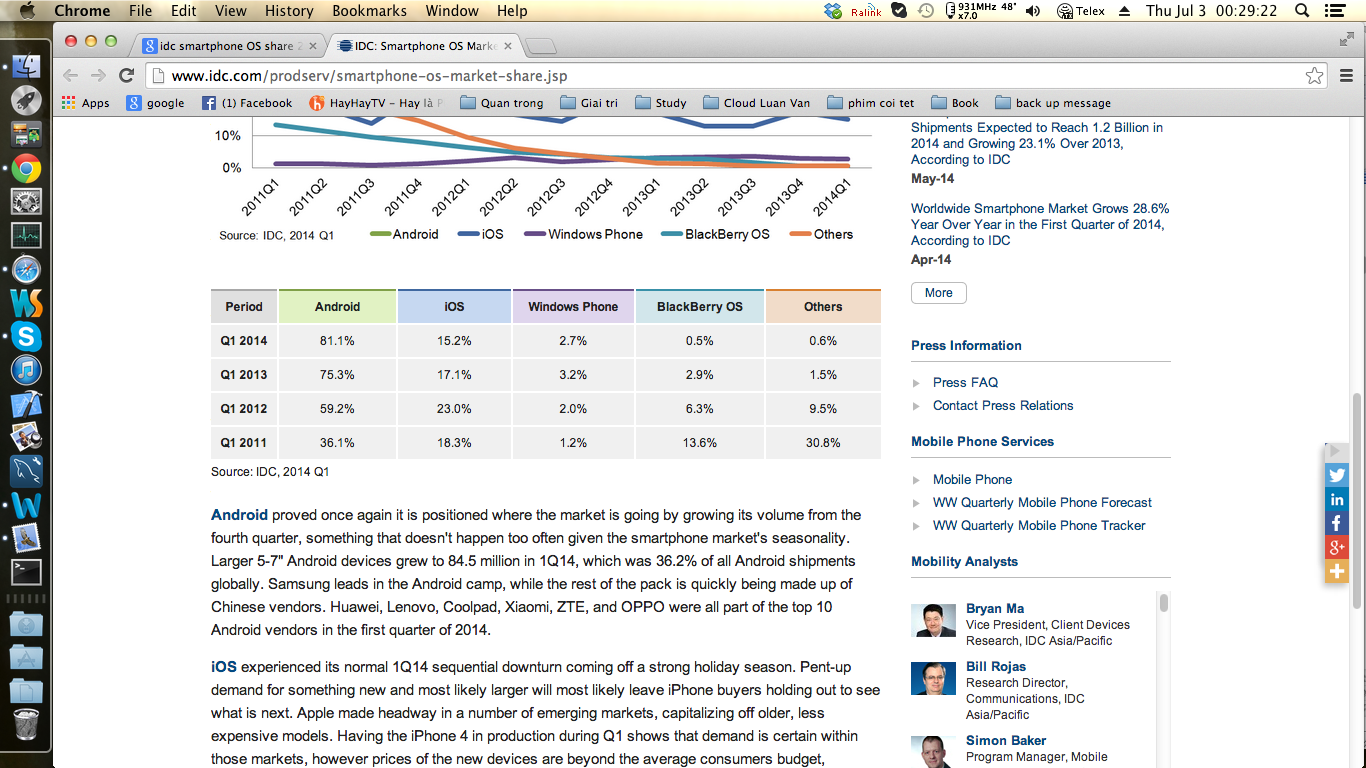 Chrome File Edit View History Bookmarks Window Help
Ralink 931MHz 48° x7.0 Telex Thu Jul 3 00:29:22
idc smartphone OS share 2 IDC: Smartphone OS Marke
www.idc.com/prodserv/smartphone-os-market-share.jsp
Apps google (1) Facebook HayHayTV - Hay là P Quan trong Giai tri Study Cloud Luan Van phim coi tet Book back up message
10%
0%
2011Q1 2011Q2 2011Q3 2011Q4 2012Q1 2012Q2 2012Q3 2012Q4 2013Q1 2013Q2 2013Q3 2013Q4 2014Q1
Source: IDC, 2014 Q1 Android iOS Windows Phone BlackBerry OS Others
Period Android iOS Windows Phone BlackBerry OS Others
Q1 2014 81.1% 15.2% 2.7% 0.5% 0.6%
Q1 2013 75.3% 17.1% 3.2% 2.9% 1.5%
Q1 2012 59.2% 23.0% 2.0% 6.3% 9.5%
Q1 2011 36.1% 18.3% 1.2% 13.6% 30.8%
Source: IDC, 2014 Q1
Android proved once again it is positioned where the market is going by growing its volume from the
fourth quarter, something that doesn't happen too often given the smartphone market's seasonality.
Larger 5-7" Android devices grew to 84.5 million in 1Q14, which was 36.2% of all Android shipments
globally. Samsung leads in the Android camp, while the rest of the pack is quickly being made up of
Chinese vendors. Huawei, Lenovo, Coolpad, Xiaomi, ZTE, and OPPO were all part of the top 10
Android vendors in the first quarter of 2014.
iOS experienced its normal 1Q14 sequential downturn coming off a strong holiday season. Pent-up
demand for something new and most likely larger will most likely leave iPhone buyers holding out to see
what is next. Apple made headway in a number of emerging markets, capitalizing off older, less
expensive models. Having the iPhone 4 in production during Q1 shows that demand is certain within
those markets, however prices of the new devices are beyond the average consumers budget,
Shipments Expected to Reach 1.2 Billion in
2014 and Growing 23.1% Over 2013,
According to IDC
May-14
Worldwide Smartphone Market Grows 28.6%
Year Over Year in the First Quarter of 2014,
According to IDC
Apr-14
More
Press Information
Press FAQ
Contact Press Relations
Mobile Phone Services
Mobile Phone
WW Quarterly Mobile Phone Forecast
WW Quarterly Mobile Phone Tracker
Mobility Analysts
Bryan Ma
Vice President, Client Devices
Research, IDC Asia/Pacific
Bill Rojas
Research Director,
Communications, IDC
Asia/Pacific
Simon Baker
Program Manager, Mobile